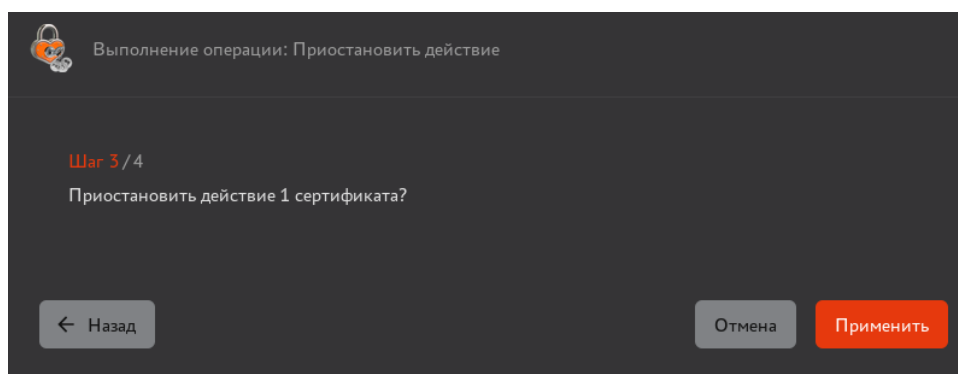 Выполнение операции: Приостановить действие
Шаг 3/4
Приостановить действие 1 сертификата?
← Назад
Отмена
Применить